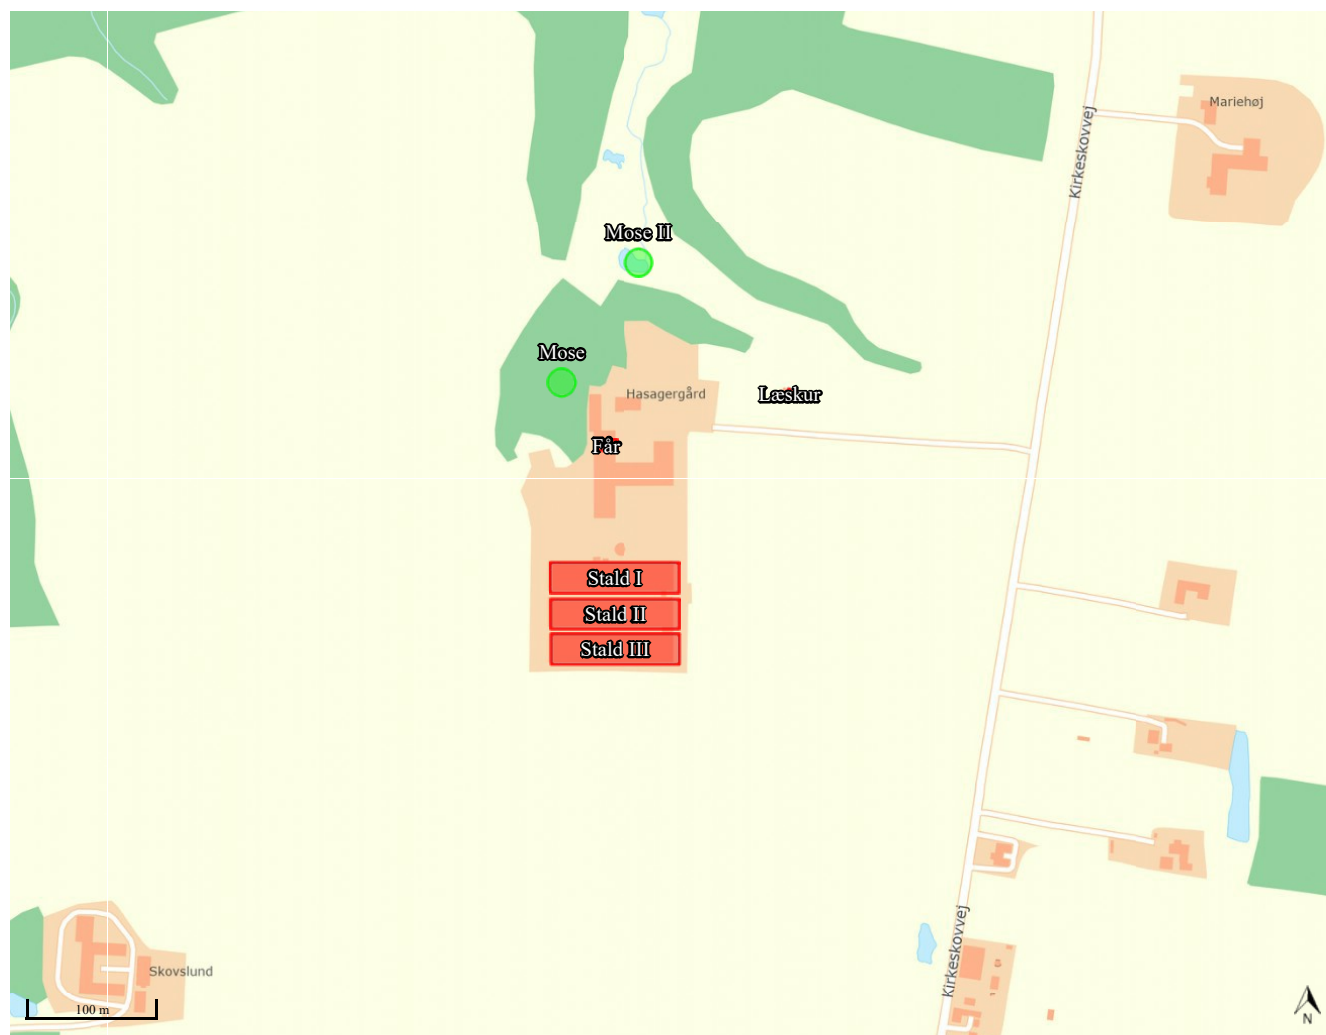 Mariehøj
Kirkeskovvej
Mose II
Mose
Hasagergård
Læskur
Får
Stald I
Stald II
Stald III
Kirkeskovvej
Skovslund
100 m
N